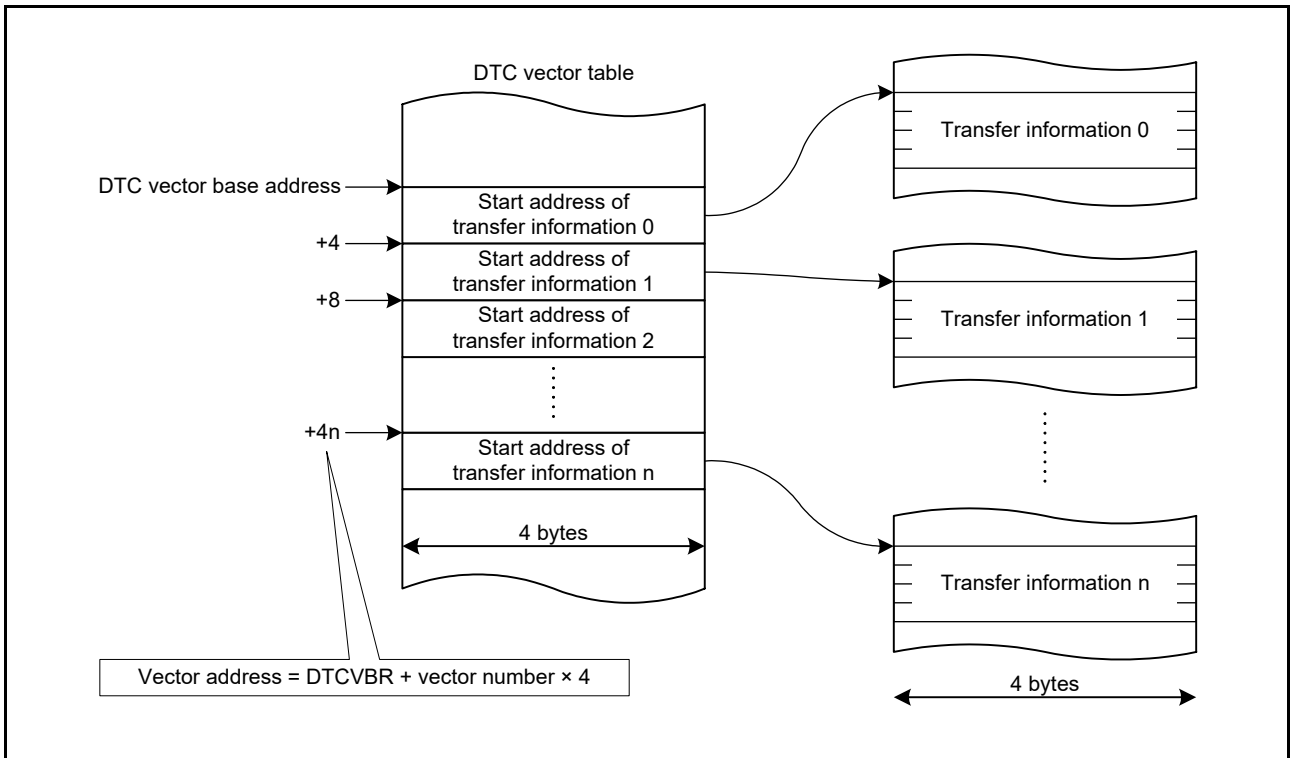 DTC vector table
DTC vector base address
Start address of
transfer information 0
+4
Start address of
transfer information 1
+8
Start address of
transfer information 2
+4n
Start address of
transfer information n
4 bytes
Vector address = DTCVBR + vector number × 4
Transfer information 0
Transfer information 1
Transfer information n
4 bytes